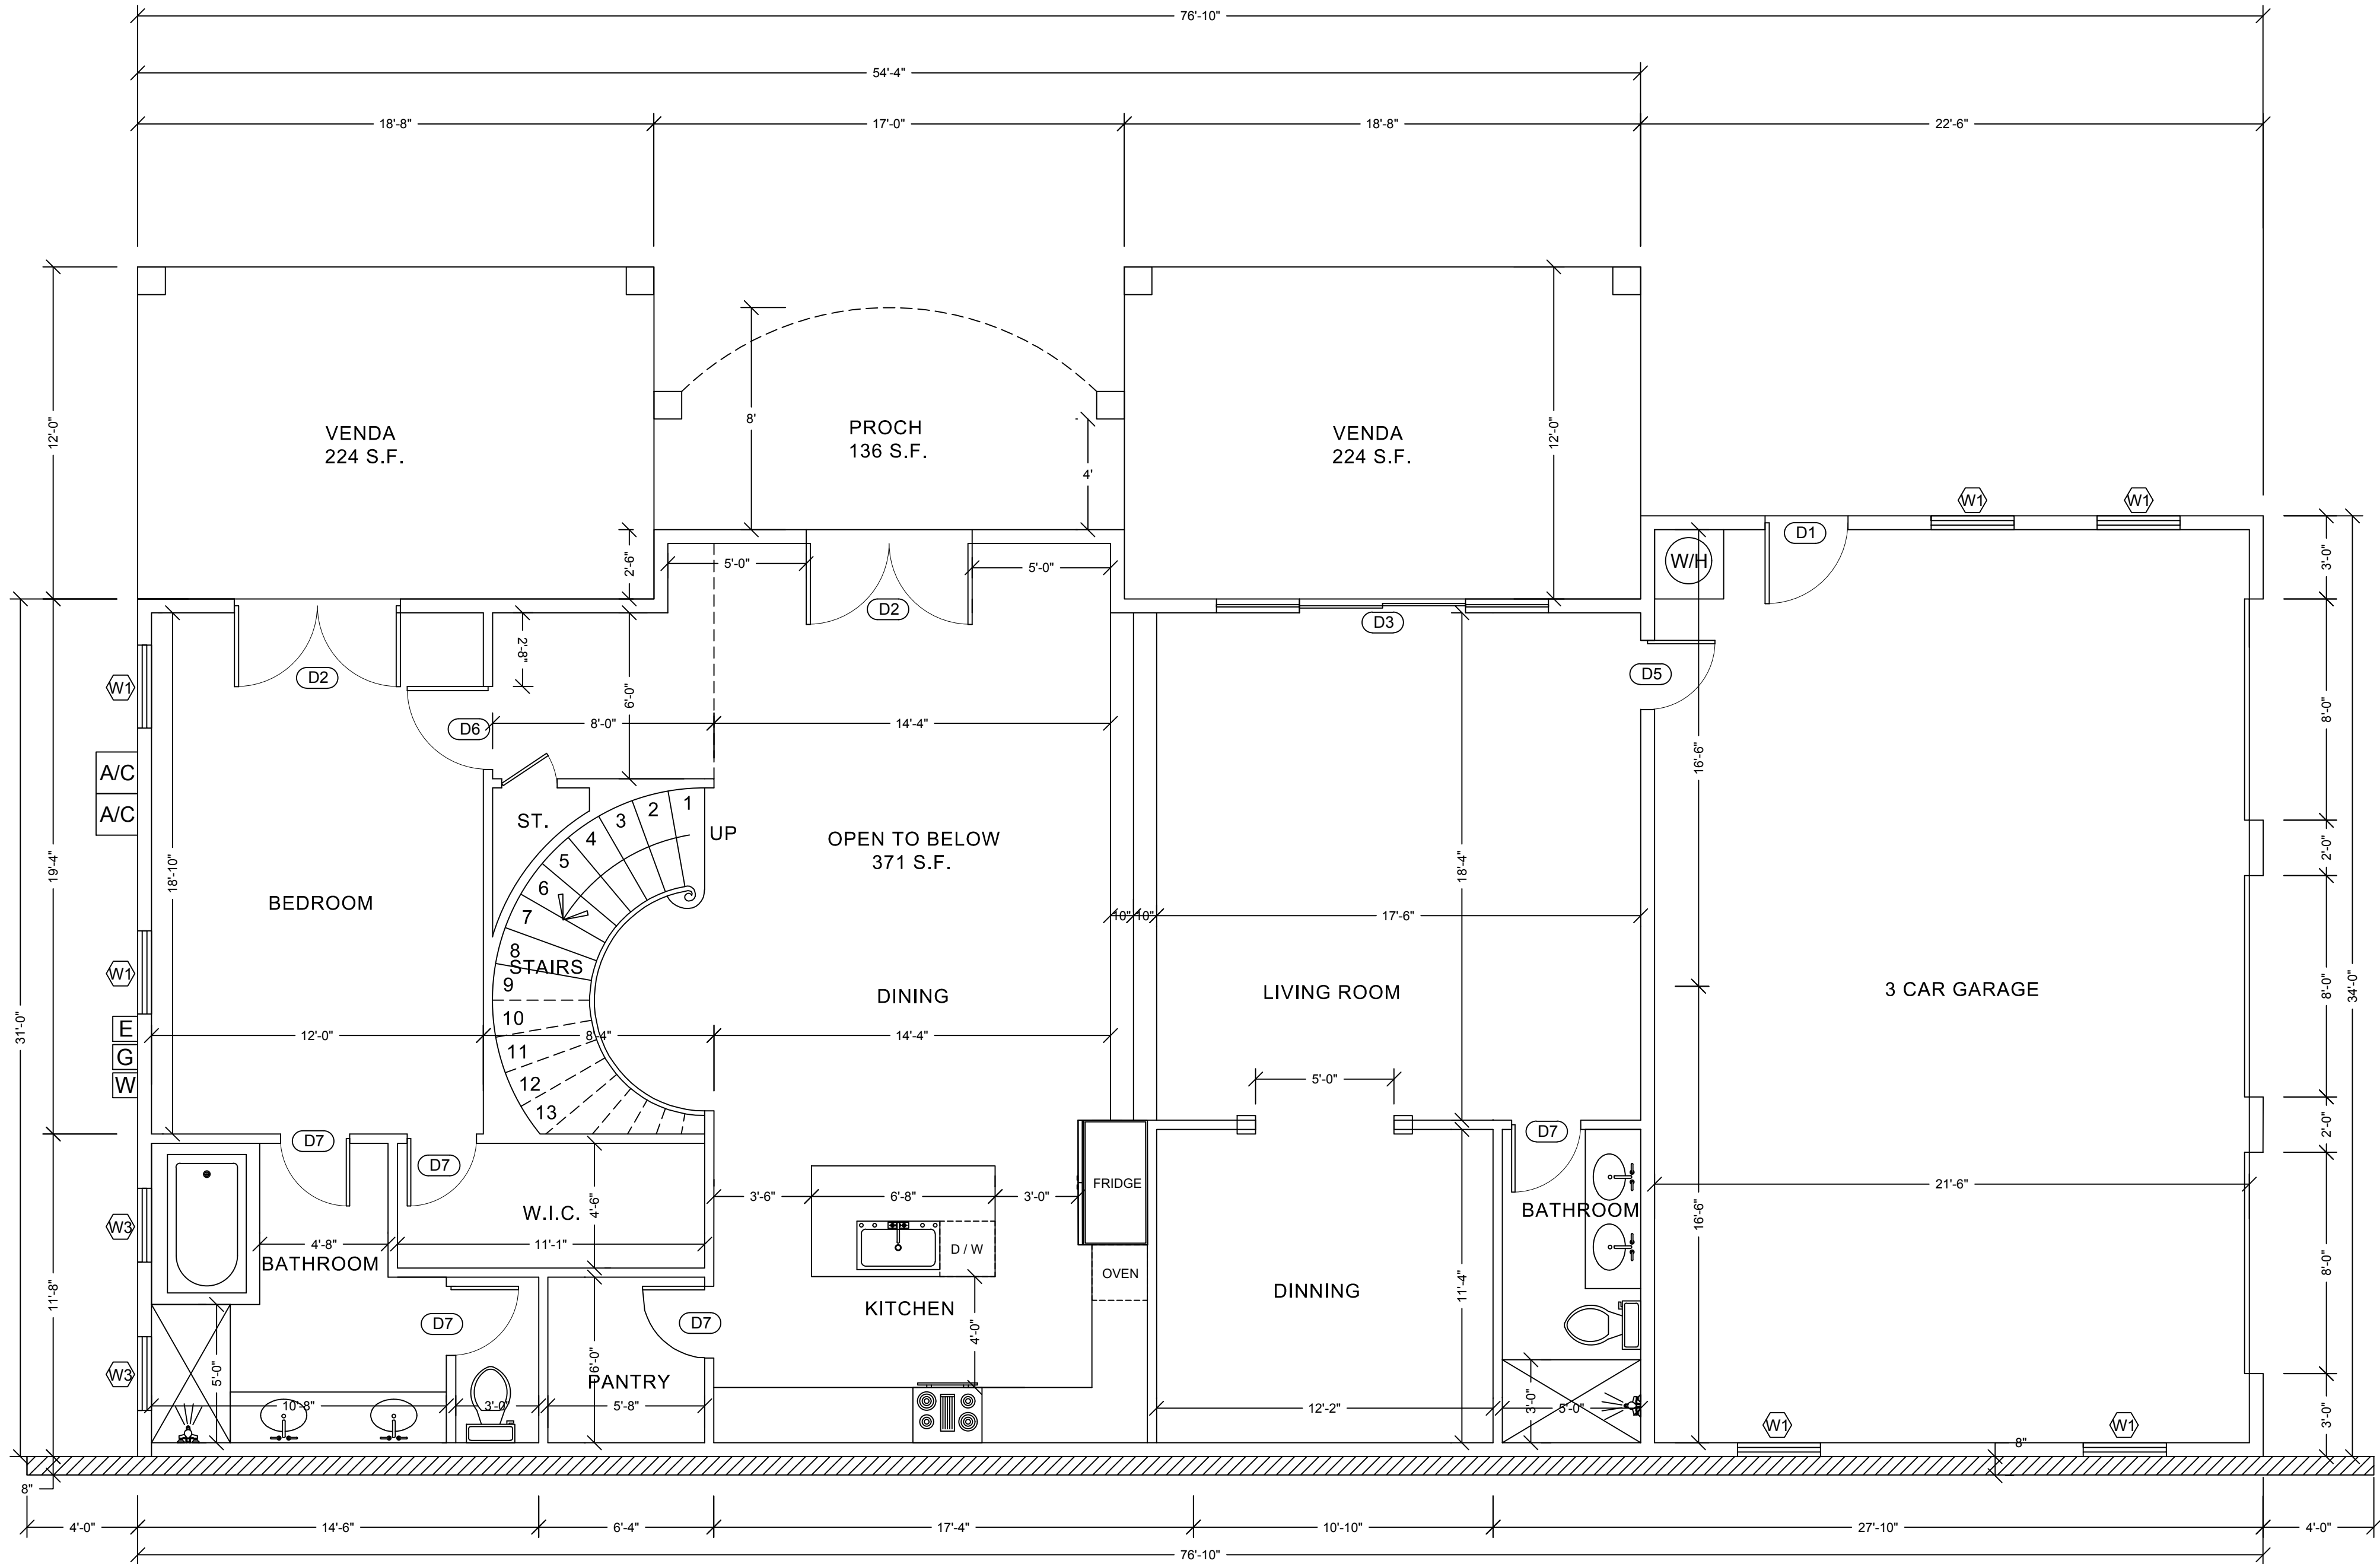 76'-10"
54'-4"
18'-8"
17'-0"
18'-8"
22'-6"
12'-0"
VENDA
224 S.F.
8'
PROCH
136 S.F.
4'
VENDA
224 S.F.
12'-0"
W1
W1
D1
W/H
3'-0"
2'-6"
5'-0"
5'-0"
D2
D3
D2
2'-8"
6'-0"
W1
D6
8'-0"
14'-4"
D5
8'-0"
A/C
A/C
16'-6"
ST.
1
2
3
4
5
6
7
8
9
10
11
12
13
UP
STAIRS
OPEN TO BELOW
371 S.F.
18'-4"
2'-0"
19'-4"
18'-10"
BEDROOM
10"
10"
17'-6"
W1
DINING
LIVING ROOM
3 CAR GARAGE
8'-0"
34'-0"
31'-0"
E
G
W
12'-0"
8'-4"
14'-4"
5'-0"
D7
D7
D7
2'-0"
FRIDGE
3'-6"
6'-8"
3'-0"
21'-6"
W.I.C.
4'-6"
BATHROOM
16'-6"
W3
4'-8"
11'-1"
D / W
BATHROOM
OVEN
8'-0"
11'-8"
DINNING
11'-4"
KITCHEN
D7
D7
4'-0"
W3
5'-0"
6'-0"
PANTRY
10'-8"
3'-0"
5'-8"
12'-2"
3'-0"
5'-0"
3'-0"
W1
W1
8"
8"
4'-0"
14'-6"
6'-4"
17'-4"
10'-10"
27'-10"
4'-0"
76'-10"